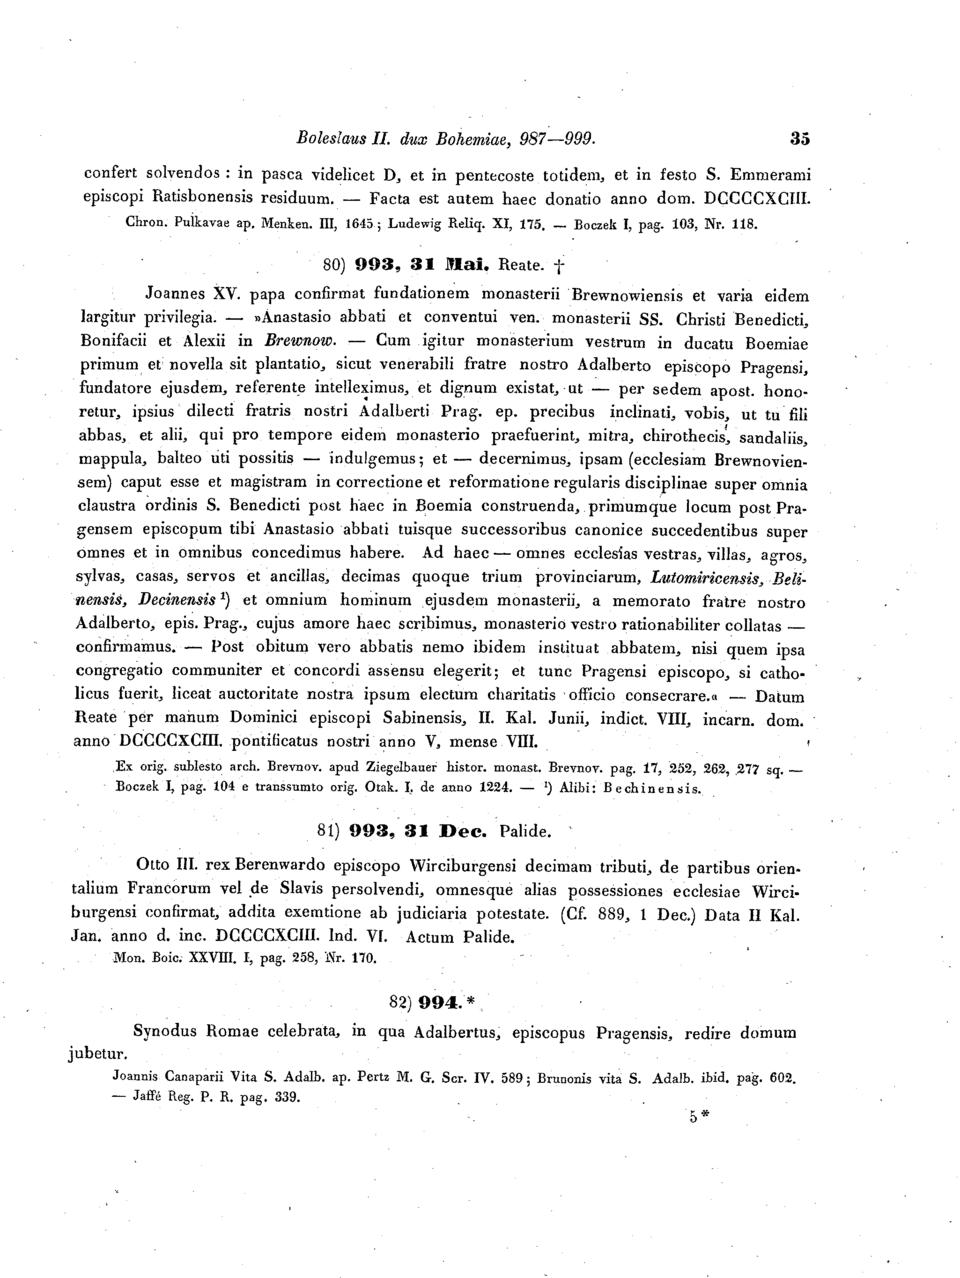 Boleslaus II. dux Bohemiae, 987—999. 35
confert solvendos : in pasca videlicet D, et in pentecoste totidem, et in festo S. Emmerami
episcopi Ratisbonensis residuum. — Facta est autem haec donatio anno dom. DCCCCXCIII.
Chron. Pulkavae ap. Menken. III, 1645 ; Ludewig Reliq. XI, 175. — Boczek I, pag. 103, Nr. 118.
80) 993, 31 Mai. Reate. †
Joannes XV. papa confirmat fundationem monasterii Brewnowiensis et varia eidem
largitur privilegia. — »Anastasio abbati et conventui ven. monasterii SS. Christi Benedicti,
Bonifacii et Alexii in Brewnow. — Cum igitur monasterium vestrum in ducatu Boemiae
primum et novella sit plantatio, sicut venerabili fratre nostro Adalberto episcopo Pragensi,
fundatore ejusdem, referente intelleximus, et dignum existat, ut — per sedem apost. hono-
retur, ipsius dilecti fratris nostri Adalberti Prag. ep. precibus inclinati, vobis, ut tu fili
abbas, et alii, qui pro tempore eidem monasterio praefuerint, mitra, chirothecis, sandaliis,
mappula, balteo uti possitis — indulgemus; et — decernimus, ipsam (ecclesiam Brewnovien-
sem) caput esse et magistram in correctione et reformatione regularis disciplinae super omnia
claustra ordinis S. Benedicti post haec in Boemia construenda, primumque locum post Pra-
gensem episcopum tibi Anastasio abbati tuisque successoribus canonice succedentibus super
omnes et in omnibus concedimus habere. Ad haec — omnes ecclesias vestras, villas, agros,
sylvas, casas, servos et ancillas, decimas quoque trium provinciarum, Lutomiricensis, Beli-
nensis, Decinensis ¹) et omnium hominum ejusdem monasterii, a memorato fratre nostro
Adalberto, epis. Prag., cujus amore haec scribimus, monasterio vestro rationabiliter collatas —
confirmamus. — Post obitum vero abbatis nemo ibidem instituat abbatem, nisi quem ipsa
congregatio communiter et concordi assensu elegerit; et tunc Pragensi episcopo, si catho-
licus fuerit, liceat auctoritate nostra ipsum electum charitatis officio consecrare.« — Datum
Reate per manum Dominici episcopi Sabinensis, II. Kal. Junii, indict. VIII, incarn. dom.
anno DCCCCXCIII. pontificatus nostri anno V, mense VIII.
Ex orig. sublesto arch. Brevnov. apud Ziegelbauer histor. monast. Brevnov. pag. 17, 252, 262, 277 sq. —
Boczek I, pag. 104 e transsumto orig. Otak. I. de anno 1224. — ¹) Alibi: Bechinensis.
81) 993, 31 Dec. Palide.
Otto III. rex Berenwardo episcopo Wirciburgensi decimam tributi, de partibus orien-
talium Francorum vel de Slavis persolvendi, omnesque alias possessiones ecclesiae Wirci-
burgensi confirmat, addita exemtione ab judiciaria potestate. (Cf. 889, 1 Dec.) Data II Kal.
Jan. anno d. inc. DCCCCXCIII. Ind. VI. Actum Palide.
Mon. Boic. XXVIII. I, pag. 258, Nr. 170.
82) 994. *
Synodus Romae celebrata, in qua Adalbertus, episcopus Pragensis, redire domum
jubetur.
Joannis Canaparii Vita S. Adalb. ap. Pertz M. G. Scr. IV. 589 ; Brunonis vita S. Adalb. ibid. pag. 602.
— Jaffé Reg. P. R. pag. 339.
5 *